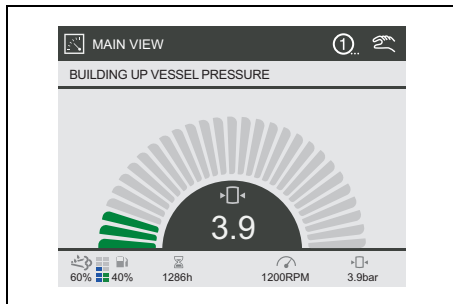 MAIN VIEW
1
BUILDING UP VESSEL PRESSURE
3.9
60% 40% 1286h 1200RPM 3.9bar